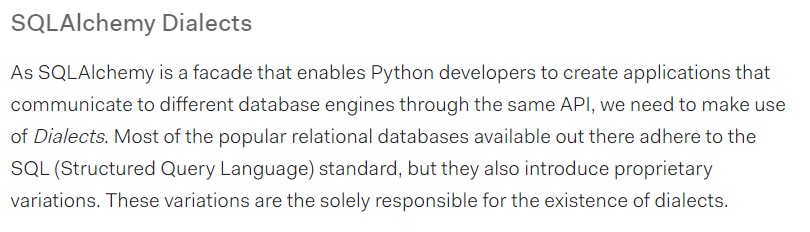 SQLAlchemy Dialects
As SQLAlchemy is a facade that enables Python developers to create applications that
communicate to different database engines through the same API, we need to make use
of Dialects. Most of the popular relational databases available out there adhere to the
SQL (Structured Query Language) standard, but they also introduce proprietary
variations. These variations are the solely responsible for the existence of dialects.